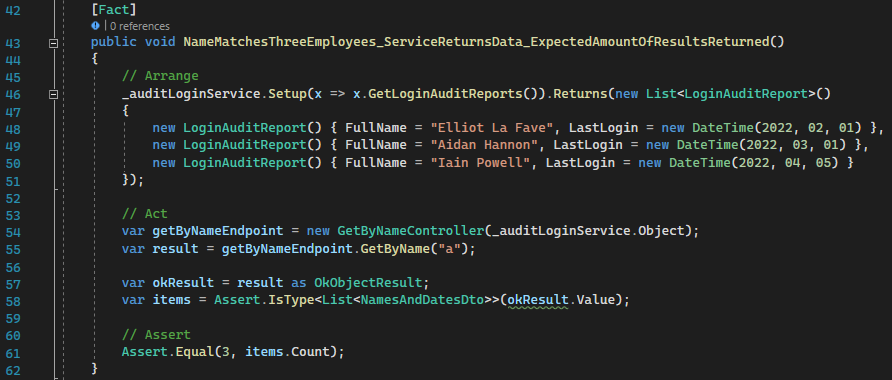 42 [Fact]
0 references
43 public void NameMatchesThreeEmployees_ServiceReturnsData_ExpectedAmountOfResultsReturned()
44 {
45 // Arrange
46 _auditLoginService.Setup(x => x.GetLoginAuditReports()).Returns(new List<LoginAuditReport>()
47 {
48 new LoginAuditReport() { FullName = "Elliot La Fave", LastLogin = new DateTime(2022, 02, 01) },
49 new LoginAuditReport() { FullName = "Aidan Hannon", LastLogin = new DateTime(2022, 03, 01) },
50 new LoginAuditReport() { FullName = "Iain Powell", LastLogin = new DateTime(2022, 04, 05) }
51 });
52
53 // Act
54 var getByNameEndpoint = new GetByNameController(_auditLoginService.Object);
55 var result = getByNameEndpoint.GetByName("a");
56
57 var okResult = result as OkObjectResult;
58 var items = Assert.IsType<List<NamesAndDatesDto>>(okResult.Value);
59
60 // Assert
61 Assert.Equal(3, items.Count);
62 }